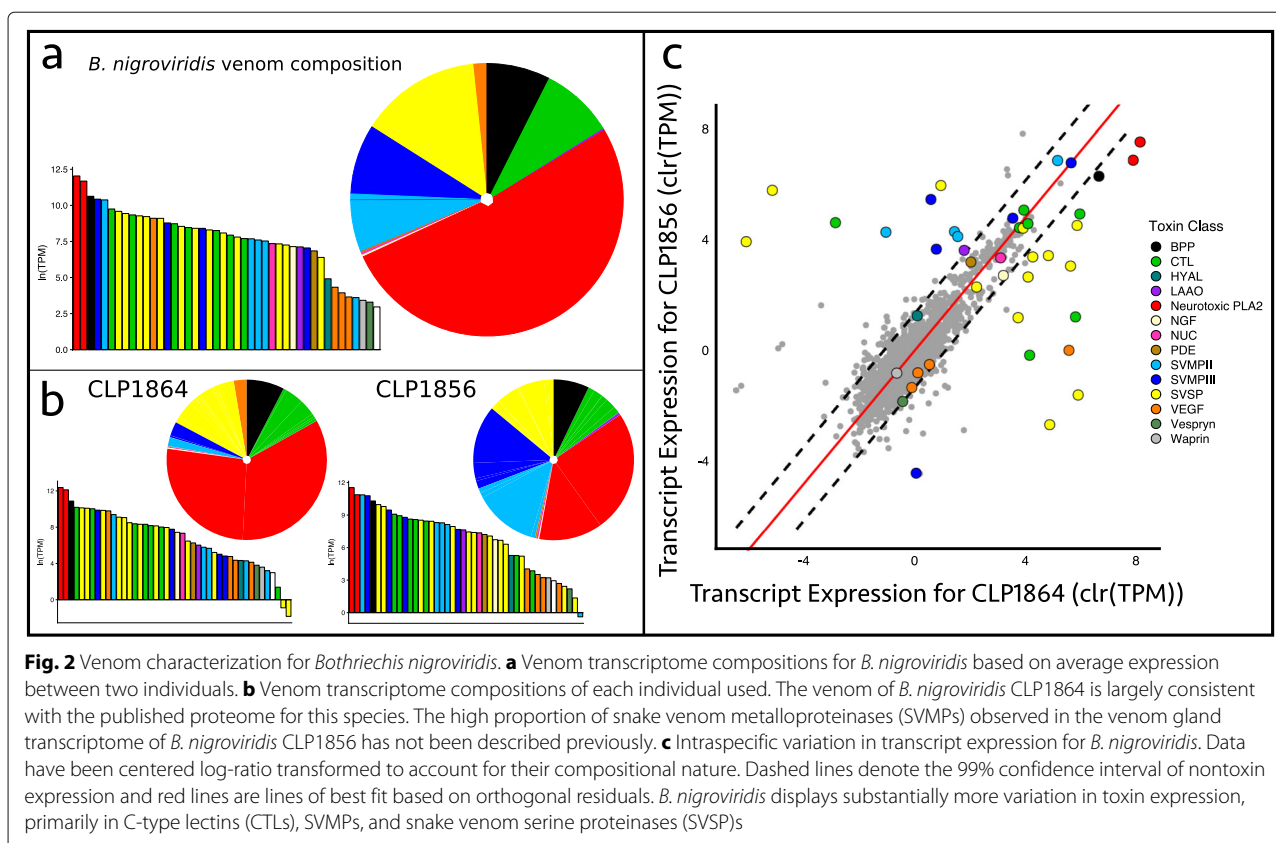 a
B. nigroviridis venom composition
12.5
10.0
7.5
5.0
2.5
0.0
ln(TPM)
b
CLP1864
CLP1856
12
8
4
0
ln(TPM)
12
9
6
3
0
ln(TPM)
c
8
4
0
-4
-4
0
4
8
Transcript Expression for CLP1856 (clr(TPM))
Transcript Expression for CLP1864 (clr(TPM))
Toxin Class
BPP
CTL
HYAL
LAAO
Neurotoxic PLA2
NGF
NUC
PDE
SVMPII
SVMPIII
SVSP
VEGF
Vespryn
Waprin
Fig. 2 Venom characterization for Bothriechis nigroviridis. a Venom transcriptome compositions for B. nigroviridis based on average expression
between two individuals. b Venom transcriptome compositions of each individual used. The venom of B. nigroviridis CLP1864 is largely consistent
with the published proteome for this species. The high proportion of snake venom metalloproteinases (SVMPs) observed in the venom gland
transcriptome of B. nigroviridis CLP1856 has not been described previously. c Intraspecific variation in transcript expression for B. nigroviridis. Data
have been centered log-ratio transformed to account for their compositional nature. Dashed lines denote the 99% confidence interval of nontoxin
expression and red lines are lines of best fit based on orthogonal residuals. B. nigroviridis displays substantially more variation in toxin expression,
primarily in C-type lectins (CTLs), SVMPs, and snake venom serine proteinases (SVSP)s